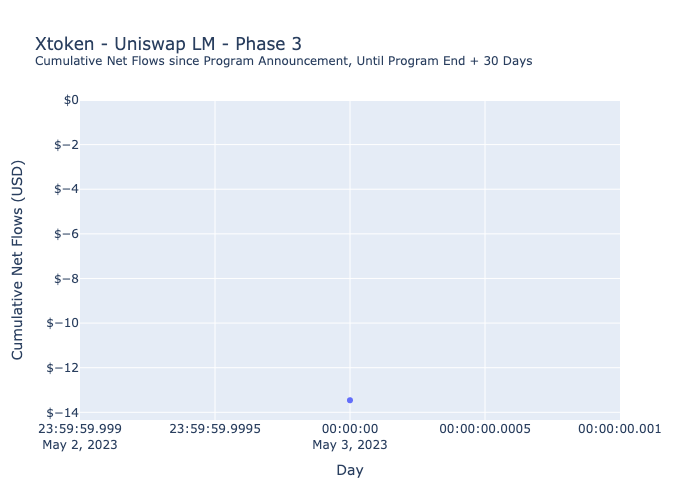 Xtoken - Uniswap LM - Phase 3
Cumulative Net Flows since Program Announcement, Until Program End + 30 Days
Cumulative Net Flows (USD)
$0
$−2
$−4
$−6
$−8
$−10
$−12
$−14
23:59:59.999 23:59:59.9995 00:00:00 00:00:00.0005 00:00:00.001
May 2, 2023 May 3, 2023
Day